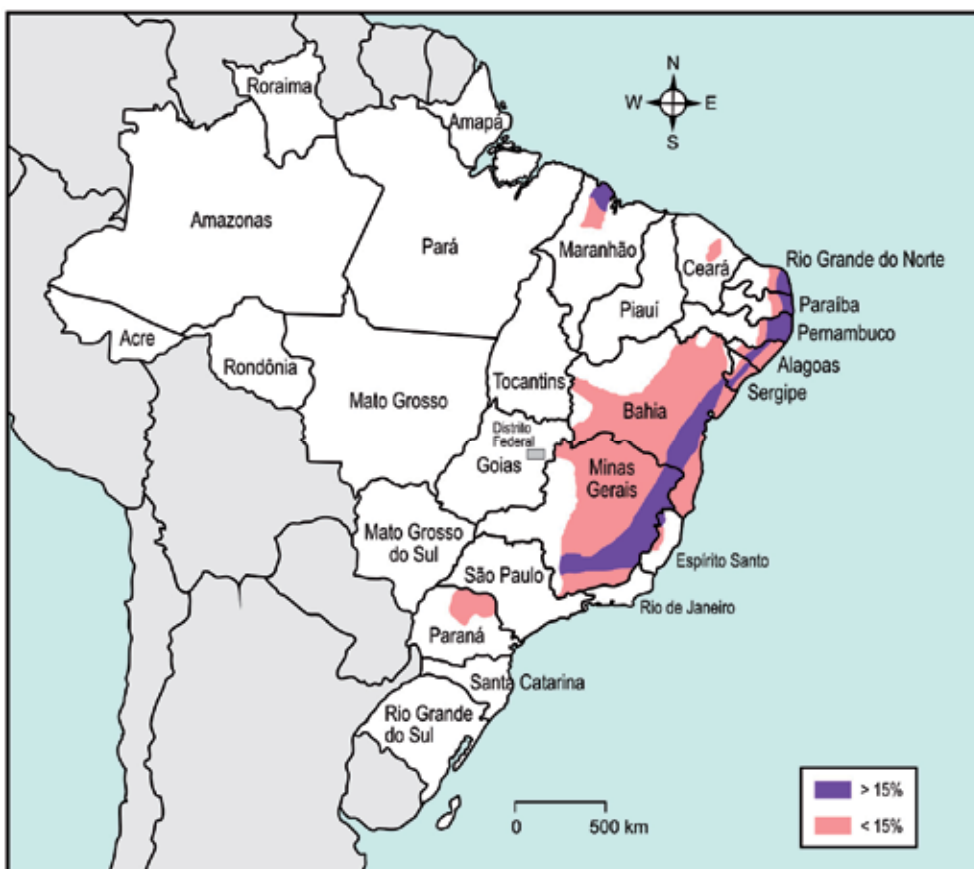 Roraima
Amapá
N
W
E
S
Amazonas
Pará
Maranhão
Ceará
Rio Grande do Norte
Piauí
Paraíba
Pernambuco
Acre
Rondônia
Tocantins
Alagoas
Sergipe
Mato Grosso
Bahia
Distrito
Federal
Goias
Minas
Gerais
Mato Grosso
do Sul
São Paulo
Espírito Santo
Rio de Janeiro
Paraná
Santa Catarina
Rio Grande
do Sul
> 15%
< 15%
0
500 km